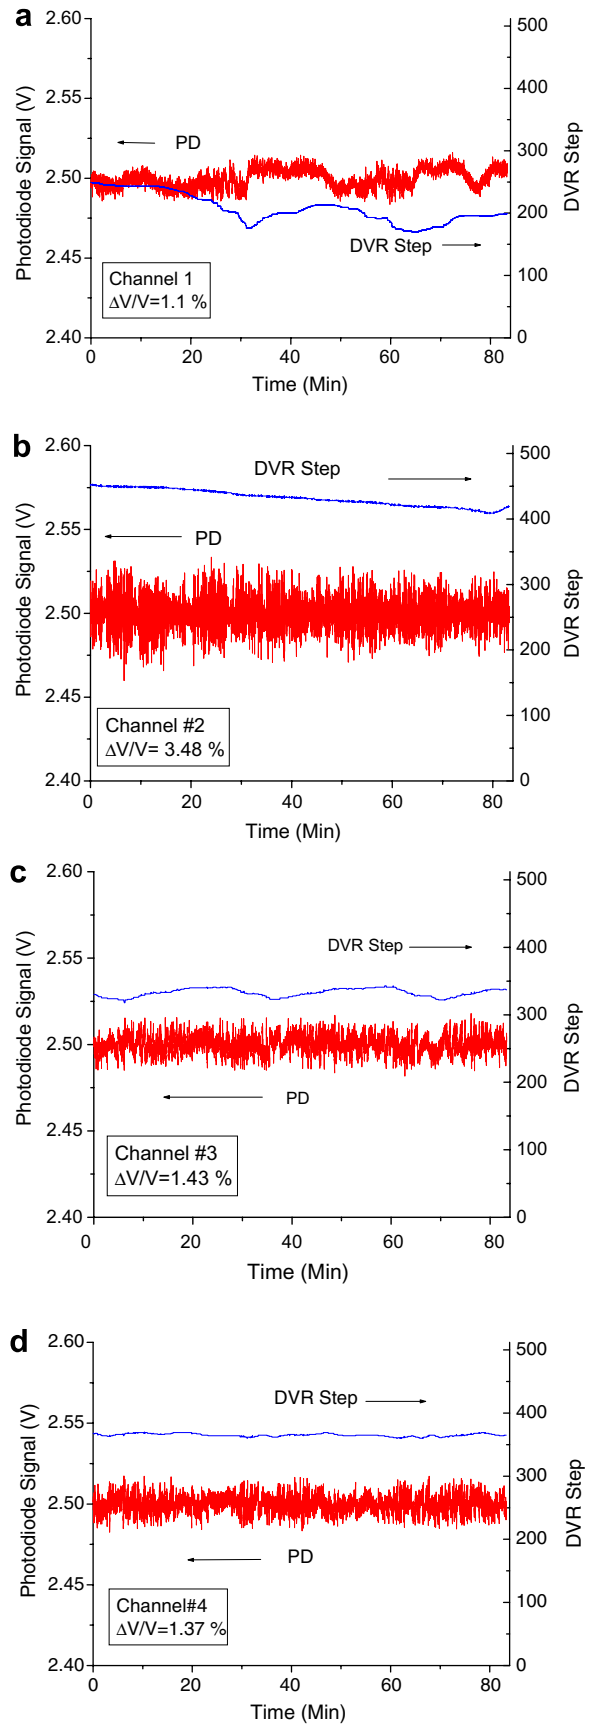 a
2.60
2.55
2.50
2.45
2.40
Photodiode Signal (V)
500
400
300
200
100
0
DVR Step
PD
DVR Step
Channel 1
ΔV/V=1.1 %
0 20 40 60 80
Time (Min)
b
2.60
2.55
2.50
2.45
2.40
Photodiode Signal (V)
500
400
300
200
100
0
DVR Step
DVR Step
PD
Channel #2
ΔV/V= 3.48 %
0 20 40 60 80
Time (Min)
c
2.60
2.55
2.50
2.45
2.40
Photodiode Signal (V)
500
400
300
200
100
0
DVR Step
DVR Step
PD
Channel #3
ΔV/V=1.43 %
0 20 40 60 80
Time (Min)
d
2.60
2.55
2.50
2.45
2.40
Photodiode Signal (V)
500
400
300
200
100
0
DVR Step
DVR Step
PD
Channel#4
ΔV/V=1.37 %
0 20 40 60 80
Time (Min)